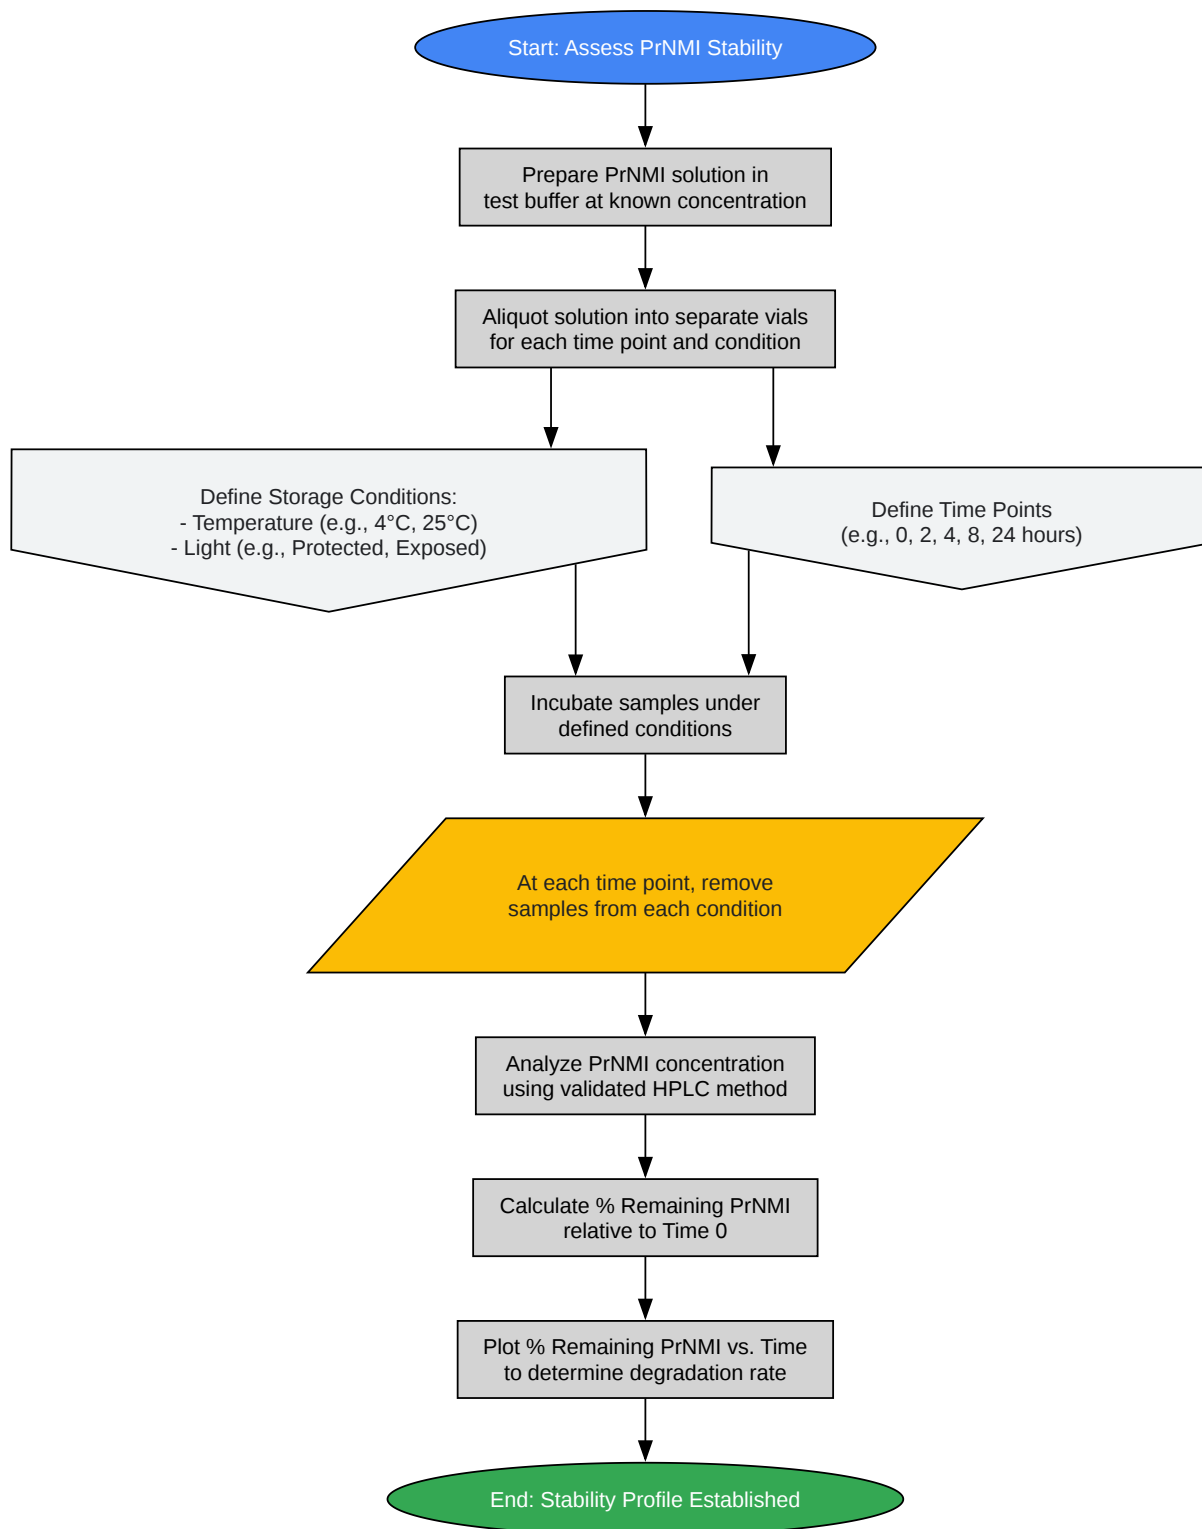 Start: Assess PrNMI Stability
Prepare PrNMI solution in
test buffer at known concentration
Aliquot solution into separate vials
for each time point and condition
Define Storage Conditions:
- Temperature (e.g., 4°C, 25°C)
- Light (e.g., Protected, Exposed)
Define Time Points
(e.g., 0, 2, 4, 8, 24 hours)
Incubate samples under
defined conditions
At each time point, remove
samples from each condition
Analyze PrNMI concentration
using validated HPLC method
Calculate % Remaining PrNMI
relative to Time 0
Plot % Remaining PrNMI vs. Time
to determine degradation rate
End: Stability Profile Established